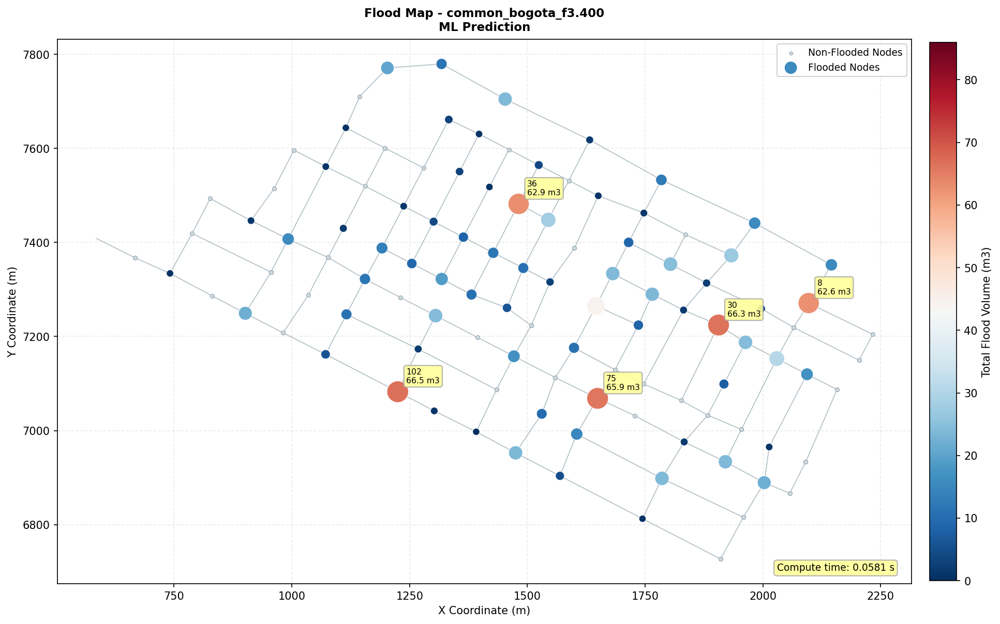 Flood Map - common_bogota_f3.400
ML Prediction
Non-Flooded Nodes
Flooded Nodes
7800
7600
7400
7200
7000
6800
Y Coordinate (m)
36
62.9 m3
8
62.6 m3
30
66.3 m3
102
66.5 m3
75
65.9 m3
Compute time: 0.0581 s
750
1000
1250
1500
1750
2000
2250
X Coordinate (m)
80
70
60
50
40
30
20
10
0
Total Flood Volume (m3)